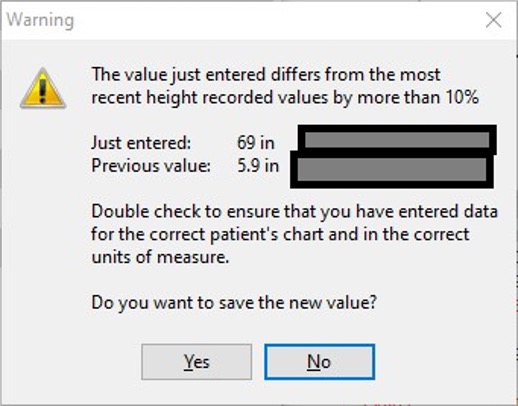 Warning
The value just entered differs from the most
recent height recorded values by more than 10%
Just entered: 69 in
Previous value: 5.9 in
Double check to ensure that you have entered data
for the correct patient's chart and in the correct
units of measure.
Do you want to save the new value?
Yes
No